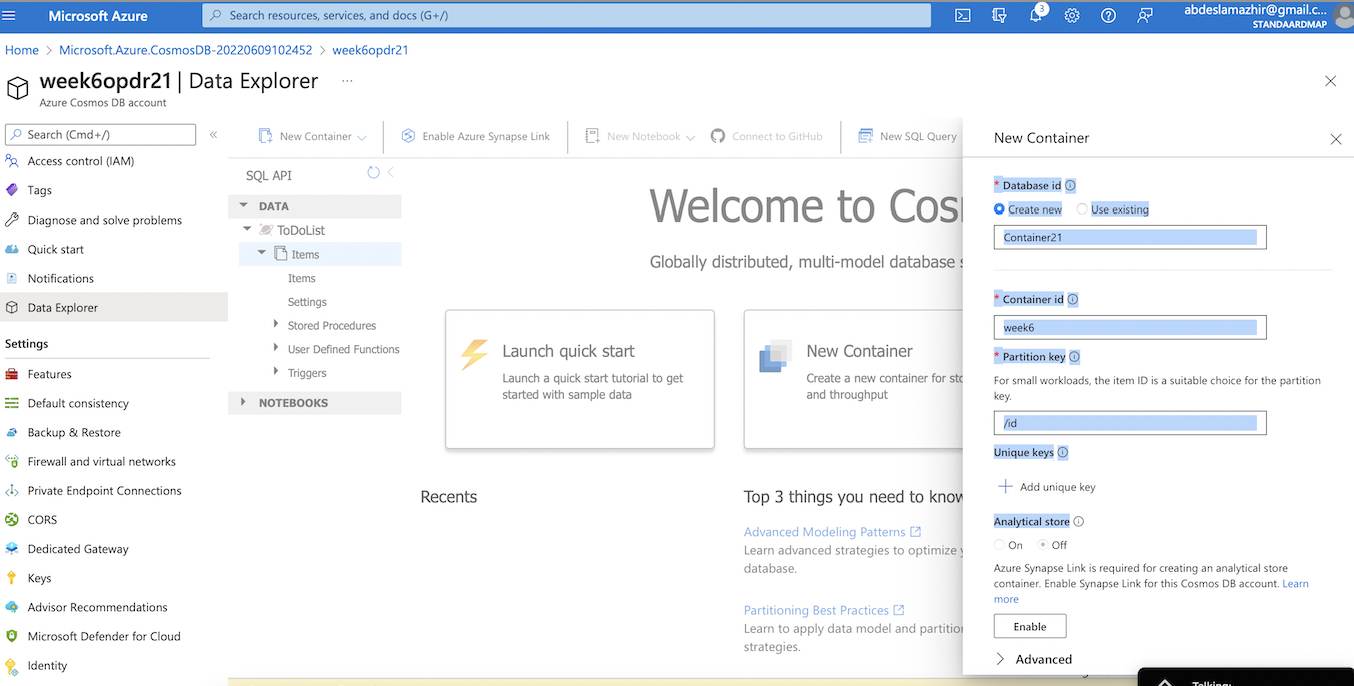 Microsoft Azure
Search resources, services, and docs (G+/)
3
abdeslamazhir@gmail.c...
STANDAARDMAP
Home > Microsoft.Azure.CosmosDB-20220609102452 > week6opdr21
week6opdr21 | Data Explorer ...
Azure Cosmos DB account
Search (Cmd+/)
«
Access control (IAM)
Tags
Diagnose and solve problems
Quick start
Notifications
Data Explorer
Settings
Features
Default consistency
Backup & Restore
Firewall and virtual networks
Private Endpoint Connections
CORS
Dedicated Gateway
Keys
Advisor Recommendations
Microsoft Defender for Cloud
Identity
New Container
Enable Azure Synapse Link
New Notebook
Connect to GitHub
New SQL Query
SQL API
DATA
ToDoList
Items
Items
Settings
Stored Procedures
User Defined Functions
Triggers
NOTEBOOKS
Welcome to Cosm
Globally distributed, multi-model database s
Launch quick start
Launch a quick start tutorial to get
started with sample data
New Container
Create a new container for sto
and throughput
Recents
Top 3 things you need to know
Advanced Modeling Patterns
Learn advanced strategies to optimize y
database.
Partitioning Best Practices
Learn to apply data model and partition
strategies.
New Container
* Database id
Create new Use existing
Container21
* Container id
week6
* Partition key
For small workloads, the item ID is a suitable choice for the partition
key.
/id
Unique keys
Add unique key
Analytical store
On Off
Azure Synapse Link is required for creating an analytical store
container. Enable Synapse Link for this Cosmos DB account. Learn
more
Enable
Advanced
Talking: